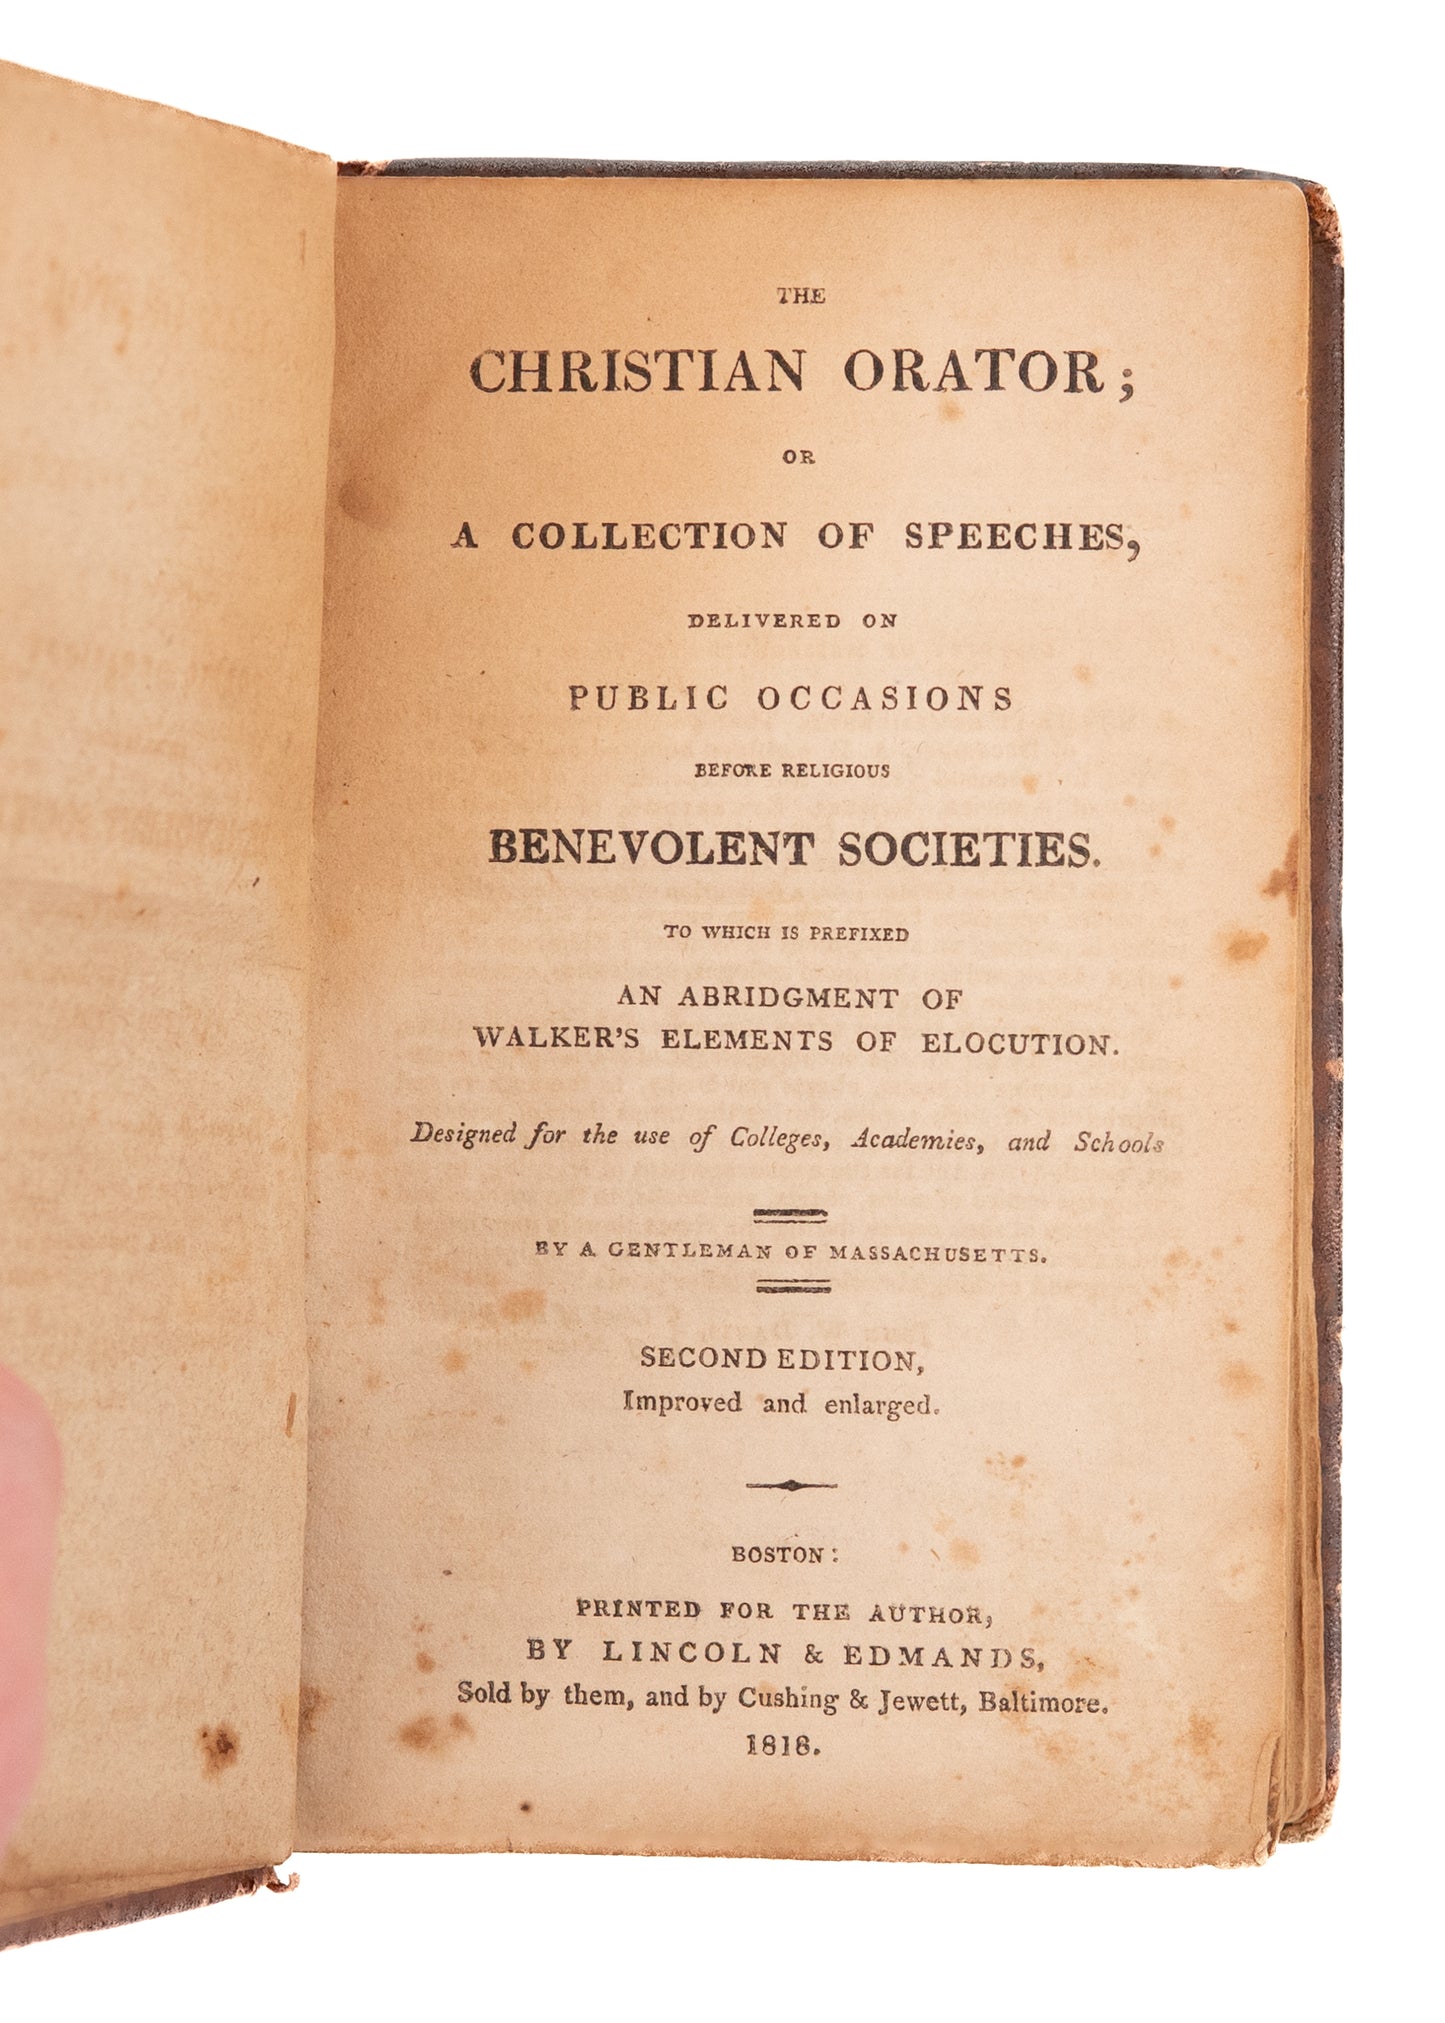 THE
CHRISTIAN ORATOR;
OR
A COLLECTION OF SPEECHES,
DELIVERED ON
PUBLIC OCCASIONS
BEFORE RELIGIOUS
BENEVOLENT SOCIETIES.
TO WHICH IS PREFIXED
AN ABRIDGMENT OF
WALKER'S ELEMENTS OF ELOCUTION.
Designed for the use of Colleges, Academies, and Schools
BY A GENTLEMAN OF MASSACHUSETTS.
SECOND EDITION,
Improved and enlarged.
BOSTON:
PRINTED FOR THE AUTHOR,
BY LINCOLN & EDMANDS,
Sold by them, and by Cushing & Jewett, Baltimore.
1818.